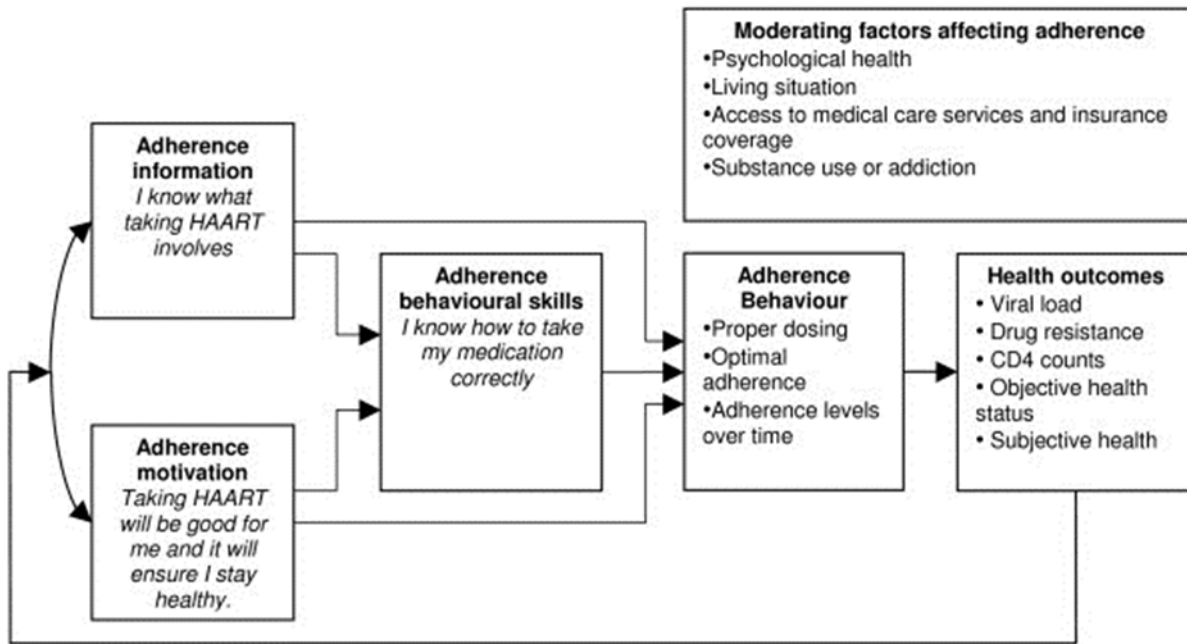 Moderating factors affecting adherence
•Psychological health
•Living situation
•Access to medical care services and insurance
coverage
•Substance use or addiction
Adherence
information
I know what
taking HAART
involves
Adherence
behavioural skills
I know how to take
my medication
correctly
Adherence
motivation
Taking HAART
will be good for
me and it will
ensure I stay
healthy.
Adherence
Behaviour
•Proper dosing
•Optimal
adherence
•Adherence levels
over time
Health outcomes
• Viral load
• Drug resistance
• CD4 counts
• Objective health
status
• Subjective health